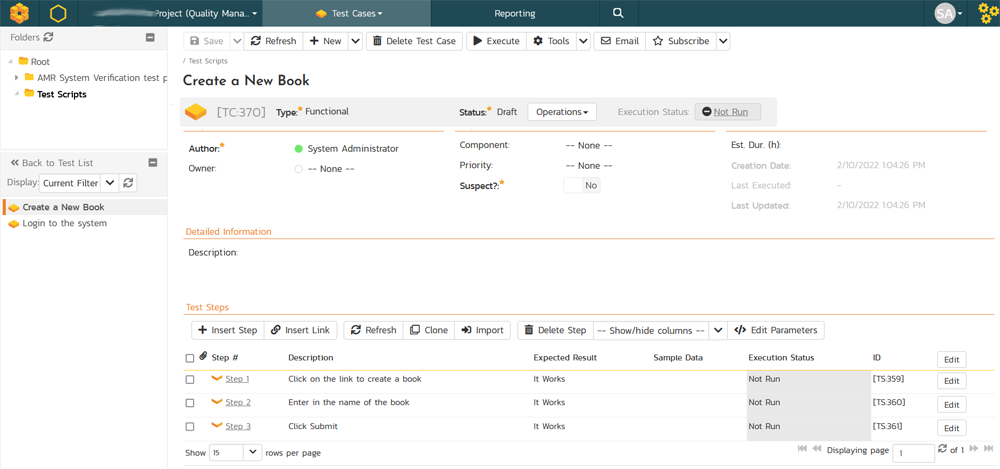 Project (Quality Mana... Test Cases Reporting SA
Folders
Root
AMR System Verification test p
Test Scripts
Back to Test List
Display: Current Filter
Create a New Book
Login to the system
Save Refresh New Delete Test Case Execute Tools Email Subscribe
/ Test Scripts
Create a New Book
[TC:370] Type:* Functional Status:* Draft Operations Execution Status: Not Run
Author:* System Administrator Component: -- None -- Est. Dur. (h):
Owner: -- None -- Priority: -- None -- Creation Date: 2/10/2022 1:04:26 PM
Suspect?:* No Last Executed: -
Last Updated: 2/10/2022 1:04:26 PM
Detailed Information
Description:
Test Steps
Insert Step Insert Link Refresh Clone Import Delete Step -- Show/hide columns -- Edit Parameters
Step # Description Expected Result Sample Data Execution Status ID Edit
Step 1 Click on the link to create a book It Works Not Run [TS:359] Edit
Step 2 Enter in the name of the book It Works Not Run [TS:360] Edit
Step 3 Click Submit It Works Not Run [TS:361] Edit
Show 15 rows per page Displaying page 1 of 1